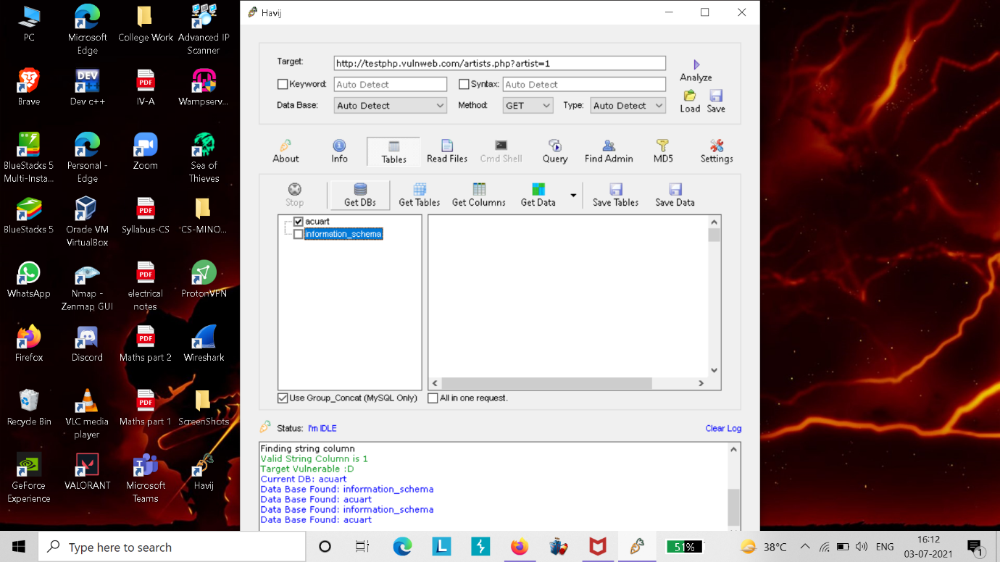 PC
Microsoft
Edge
College Work
Advanced IP
Scanner
Brave
DEV
Dev c++
PDF
IV-A
Wampserv...
BlueStacks 5
Multi-Insta...
Personal -
Edge
Zoom
Sea of
Thieves
BlueStacks 5
Oracle VM
VirtualBox
PDF
Syllabus-CS
"CS-MINO...
WhatsApp
Nmap -
Zenmap GUI
PDF
electrical
notes
ProtonVPN
Firefox
Discord
PDF
Maths part 2
Wireshark
Recycle Bin
VLC media
player
PDF
Maths part 1
ScreenShots
GeForce
Experience
VALORANT
Microsoft
Teams
Havij
Havij
Target:
http://testphp.vulnweb.com/artists.php?artist=1
Analyze
Keyword:
Auto Detect
Syntax:
Auto Detect
Data Base:
Auto Detect
Method:
GET
Type:
Auto Detect
Load
Save
About
Info
Tables
Read Files
Cmd Shell
Query
Find Admin
MD5
Settings
Stop
Get DBs
Get Tables
Get Columns
Get Data
Save Tables
Save Data
acuart
information_schema
Use Group_Concat (MySQL Only)
All in one request.
Status: I'm IDLE
Clear Log
Finding string column
Valid String Column is 1
Target Vulnerable :D
Current DB: acuart
Data Base Found: information_schema
Data Base Found: acuart
Data Base Found: information_schema
Data Base Found: acuart
Type here to search
L
51%
38°C
ENG
16:12
03-07-2021
1